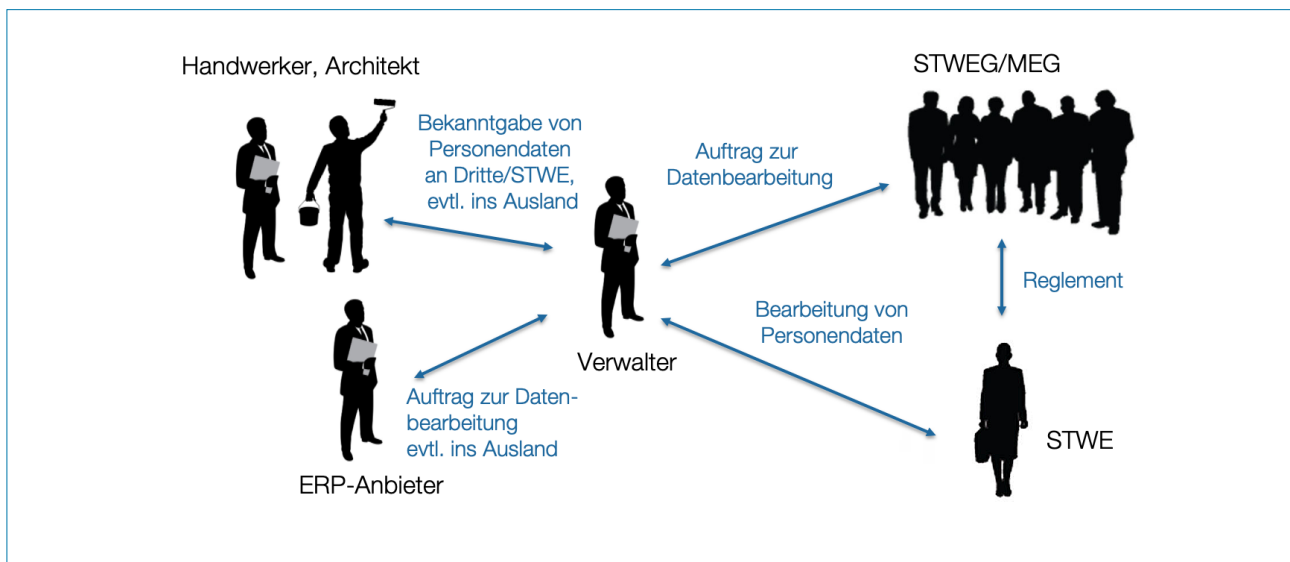 Handwerker, Architekt
Bekanntgabe von
Personendaten
an Dritte/STWE,
evtl. ins Ausland
STWEG/MEG
Auftrag zur
Datenbearbeitung
Reglement
Bearbeitung von
Personendaten
Verwalter
Auftrag zur Daten-
bearbeitung
evtl. ins Ausland
ERP-Anbieter
STWE